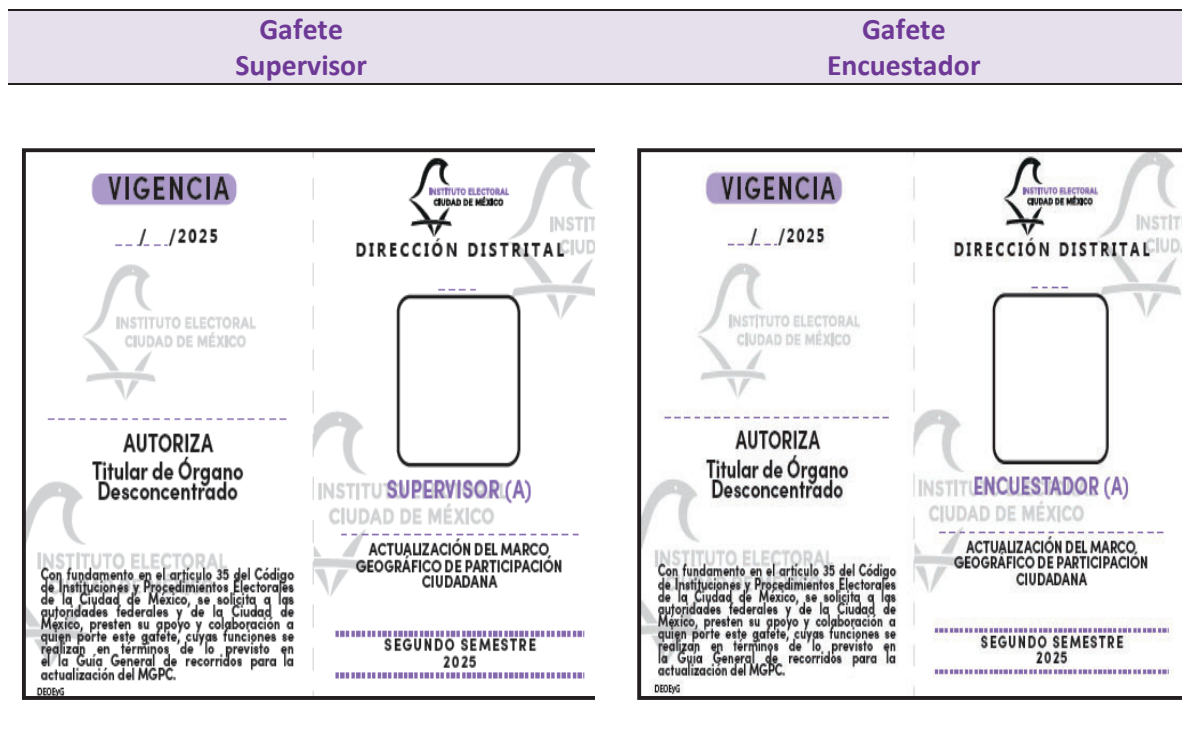 Gafete
Supervisor
Gafete
Encuestador
VIGENCIA
__/__/2025
INSTITUTO ELECTORAL
CIUDAD DE MÉXICO
AUTORIZA
Titular de Órgano
Desconcentrado
INSTITUTO ELECTORAL
Con fundamento en el articulo 35 del Código
de Instituciones y Procedimientos Electorales
de la Ciudad de México, se solicita a las
autoridades federales y de la Ciudad de
México, presten su apoyo y colaboración a
quien porte este gafete, cuyas funciones se
realizan en términos de lo previsto en
el la Guía General de recorridos para la
actualización del MGPC.
DEOEyG
INSTITUTO ELECTORAL
CIUDAD DE MÉXICO
INSTIT
CIUD
DIRECCIÓN DISTRITAL
SUPERVISOR (A)
CIUDAD DE MÉXICO
ACTUALIZACIÓN DEL MARCO
GEOGRÁFICO DE PARTICIPACIÓN
CIUDADANA
SEGUNDO SEMESTRE
2025
VIGENCIA
__/__/2025
INSTITUTO ELECTORAL
CIUDAD DE MÉXICO
AUTORIZA
Titular de Órgano
Desconcentrado
INSTITUTO ELECTORAL
Con fundamento en el articulo 35 del Código
de Instituciones y Procedimientos Electorales
de la Ciudad de México, se solicita a las
autoridades federales y de la Ciudad de
México, presten su apoyo y colaboración a
quien porte este gafete, cuyas funciones se
realizan en términos de lo previsto en
la Guía General de recorridos para la
actualización del MGPC.
DEOEyG
INSTITUTO ELECTORAL
CIUDAD DE MÉXICO
INSTIT
CIUD
DIRECCIÓN DISTRITAL
ENCUESTADOR (A)
CIUDAD DE MÉXICO
ACTUALIZACIÓN DEL MARCO
GEOGRÁFICO DE PARTICIPACIÓN
CIUDADANA
SEGUNDO SEMESTRE
2025